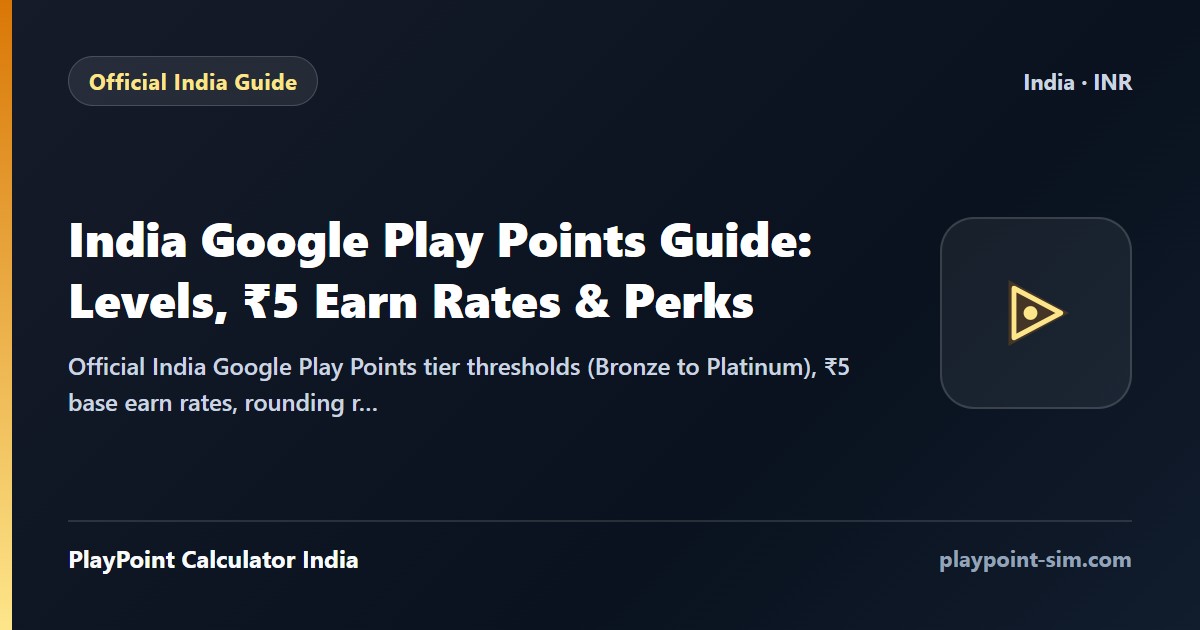 Official India Guide
India · INR
India Google Play Points Guide:
Levels, ₹5 Earn Rates & Perks
Official India Google Play Points tier thresholds (Bronze to Platinum), ₹5
base earn rates, rounding r...
PlayPoint Calculator India
playpoint-sim.com